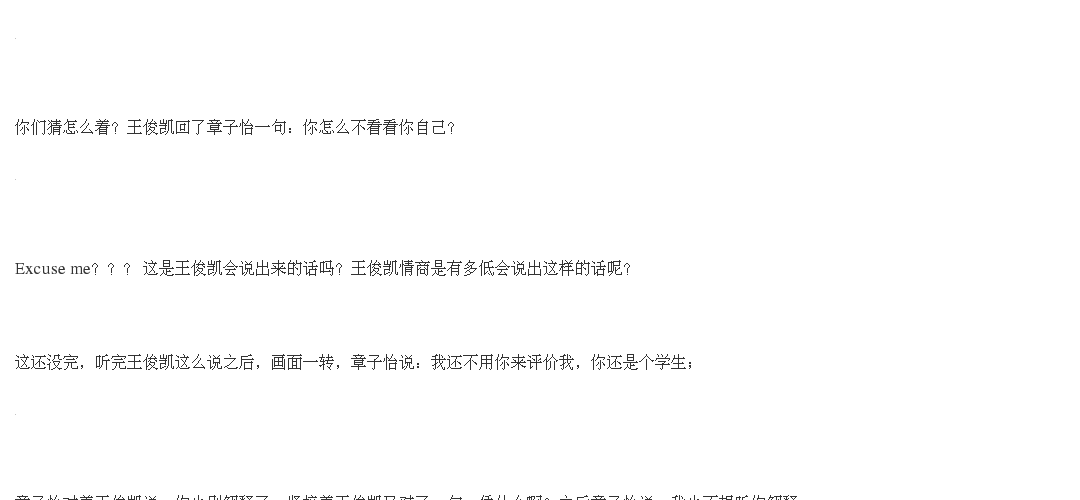 你们猜怎么着？王俊凯回了章子怡一句：你怎么不看看你自己？
Excuse me？？？ 这是王俊凯会说出来的话吗？王俊凯情商是有多低会说出这样的话呢？
这还没完，听完王俊凯这么说之后，画面一转，章子怡说：我还不用你来评价我，你还是个学生；